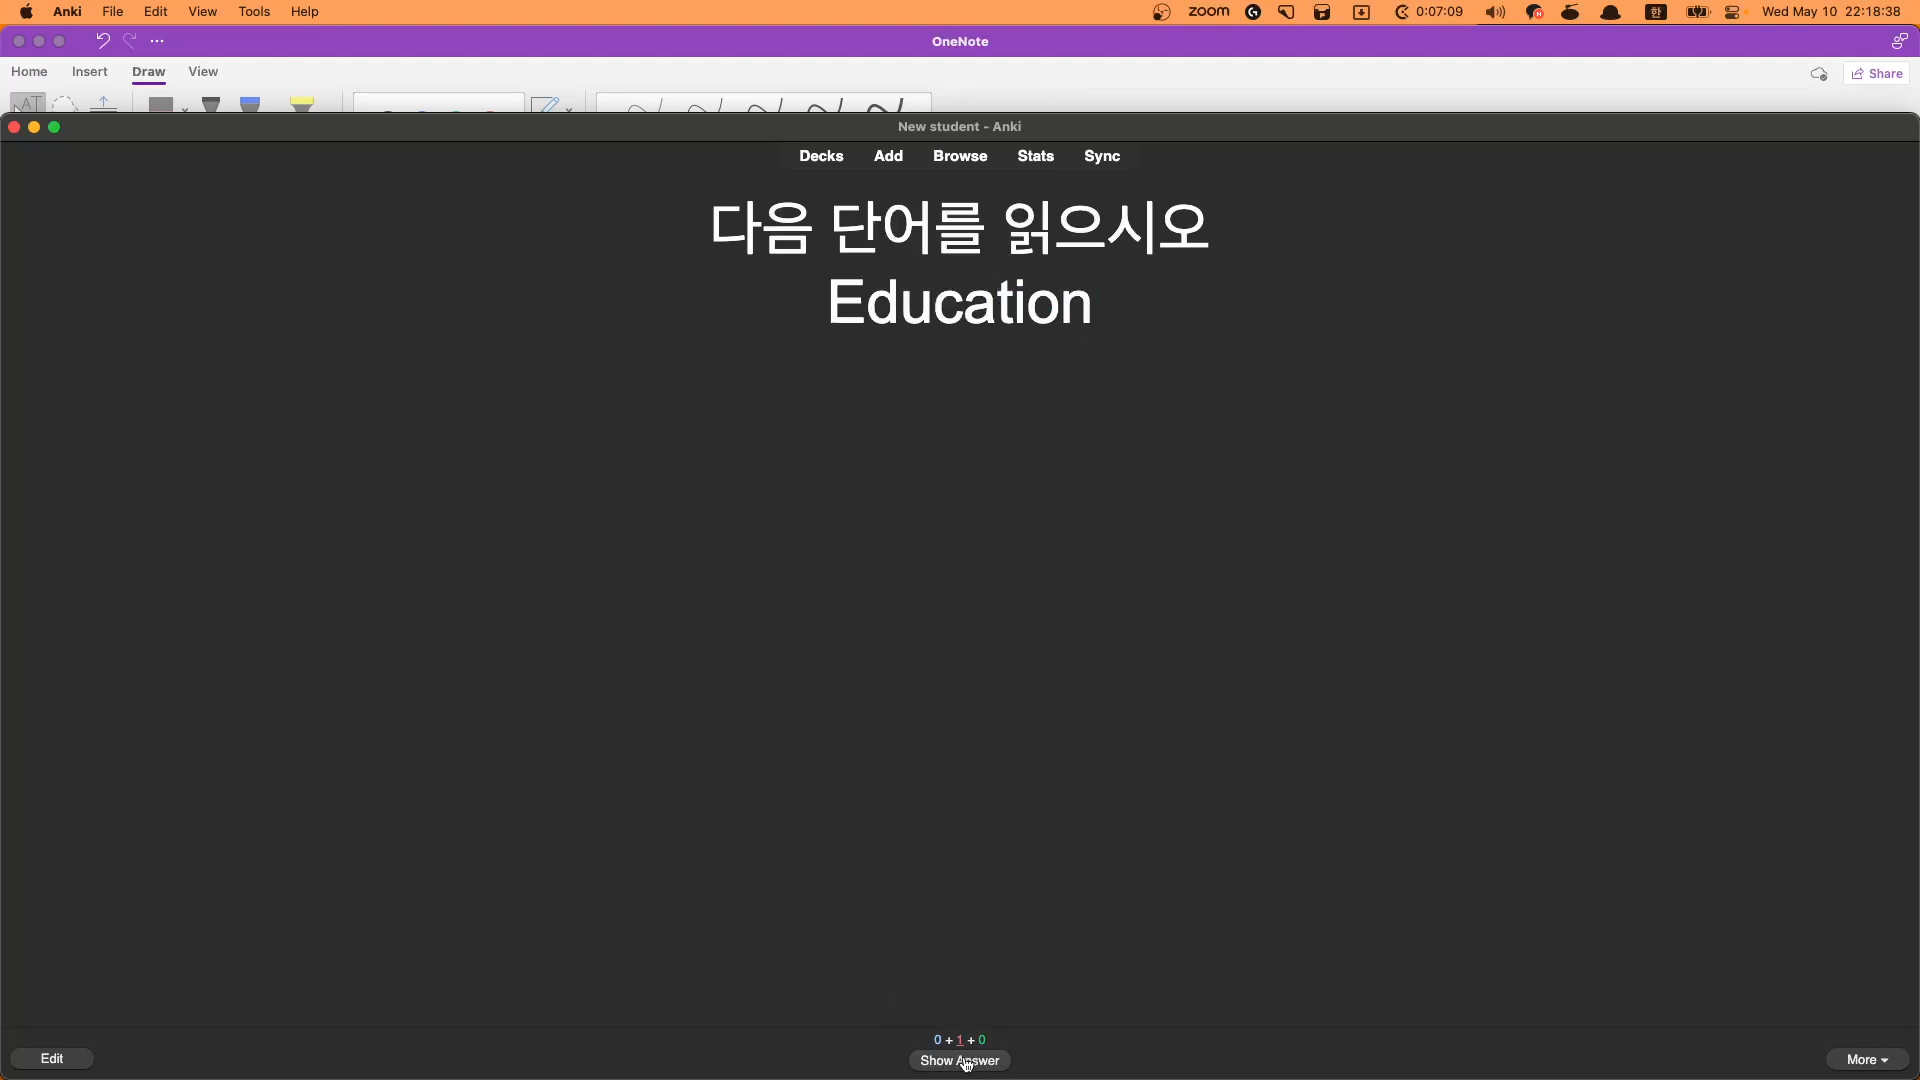 Anki File Edit View Tools Help zoom 0:07:09 한 Wed May 10 22:18:38
OneNote
Home Insert Draw View Share
New student - Anki
Decks Add Browse Stats Sync
다음 단어를 읽으시오
Education
0 + 1 + 0
Edit Show Answer More